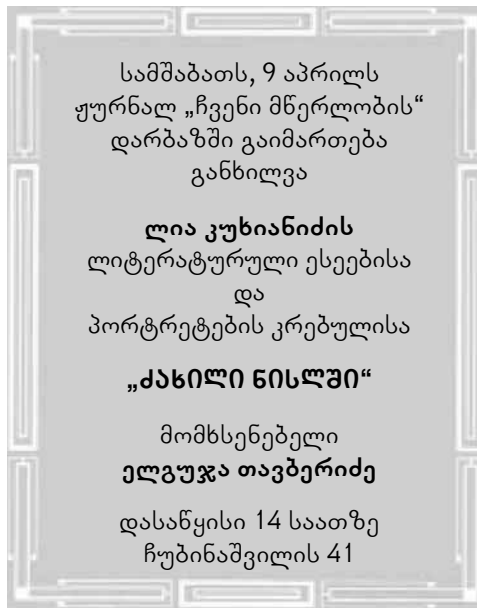 სამშაბათს, 9 აპრილს
ჟურნალ „ჩვენი მწერლობის“
დარბაზში გაიმართება
განხილვა
ლია კუხიანიძის
ლიტერატურული ესეებისა
და
პორტრეტების კრებულისა
„ძახილი ნისლში“
მომხსენებელი
ელგუჯა თავბერიძე
დასაწყისი 14 საათზე
ჩუბინაშვილის 41